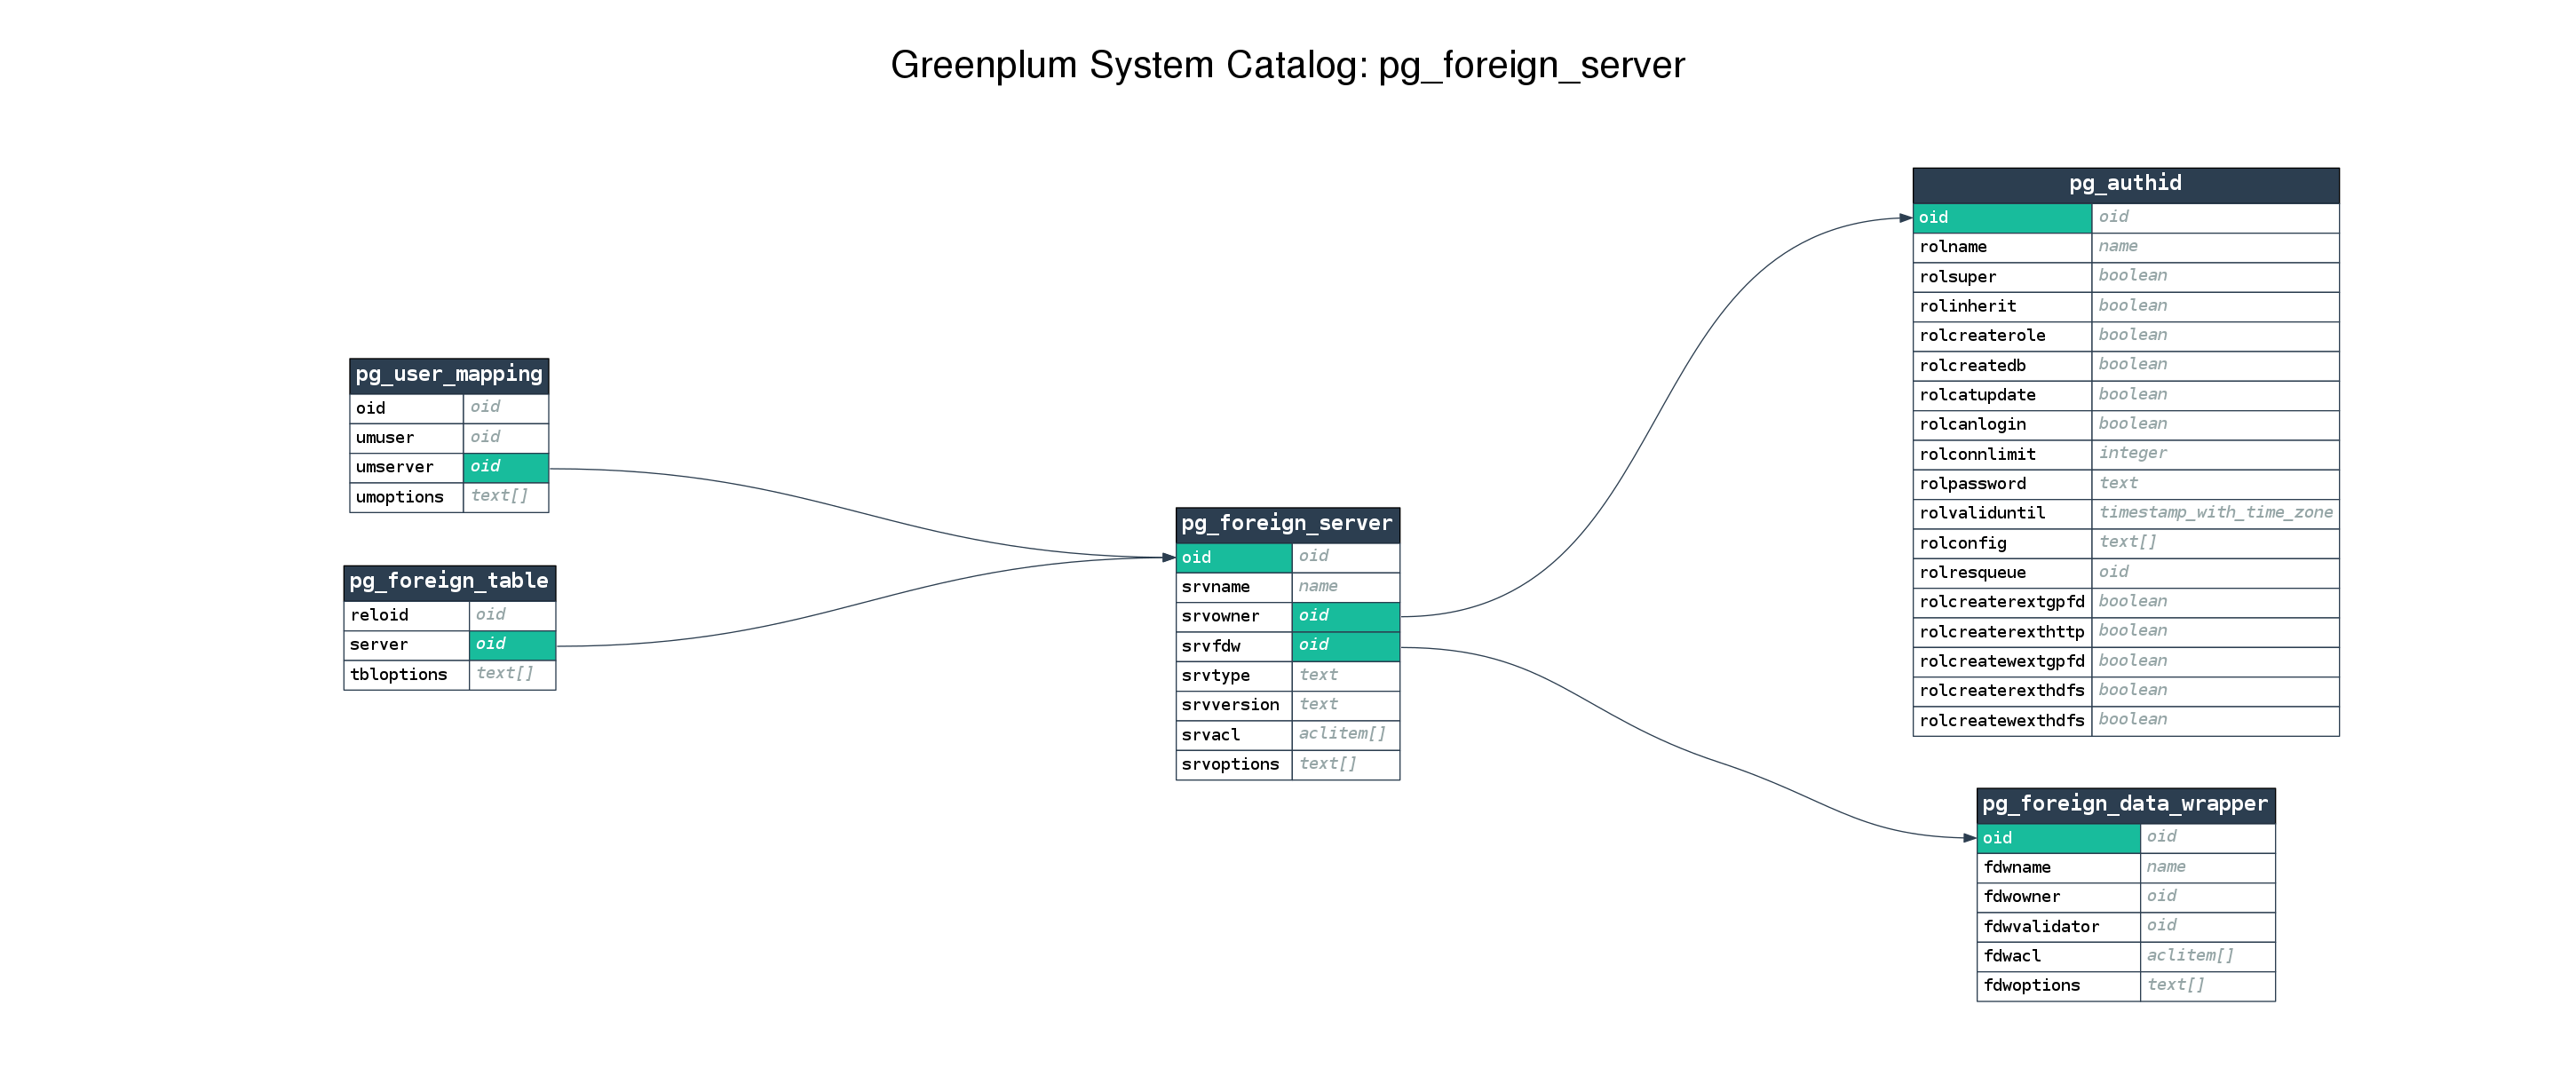 Greenplum System Catalog: pg_foreign_server
pg_user_mapping
oid oid
umuser oid
umserver oid
umoptions text[]
pg_foreign_table
reloid oid
server oid
tbloptions text[]
pg_foreign_server
oid oid
srvname name
srvowner oid
srvfdw oid
srvtype text
srvversion text
srvacl aclitem[]
srvoptions text[]
pg_authid
oid oid
rolname name
rolsuper boolean
rolinherit boolean
rolcreaterole boolean
rolcreatedb boolean
rolcatupdate boolean
rolcanlogin boolean
rolconnlimit integer
rolpassword text
rolvaliduntil timestamp_with_time_zone
rolconfig text[]
rolresqueue oid
rolcreaterextgpfd boolean
rolcreaterexthttp boolean
rolcreatewextgpfd boolean
rolcreaterexthdfs boolean
rolcreatewexthdfs boolean
pg_foreign_data_wrapper
oid oid
fdwname name
fdwowner oid
fdwvalidator oid
fdwacl aclitem[]
fdwoptions text[]